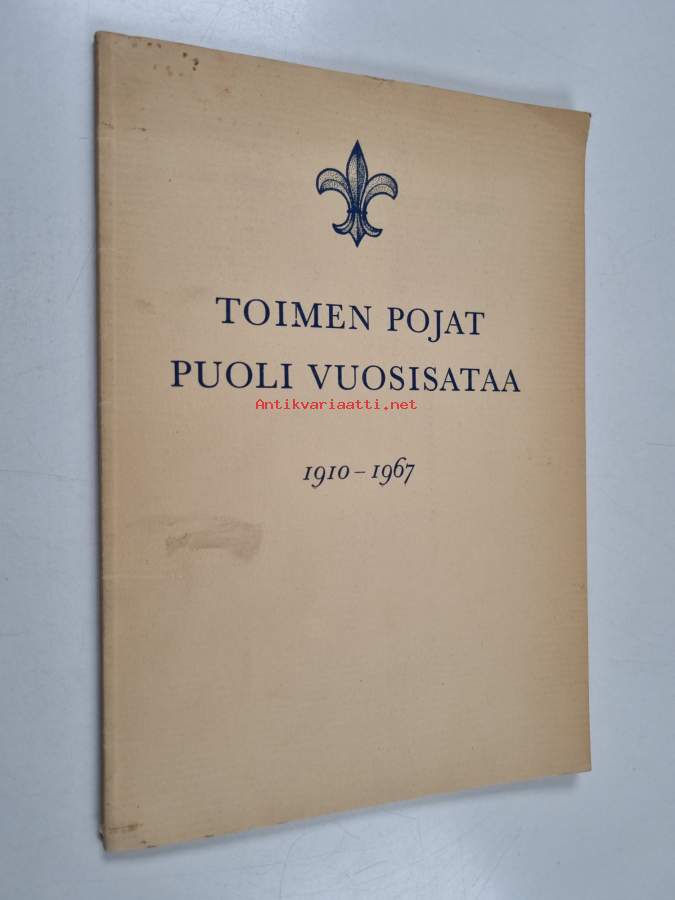 TOIMEN POJAT
PUOLI VUOSISATAA
Antikvariaatti.net
1910 – 1967